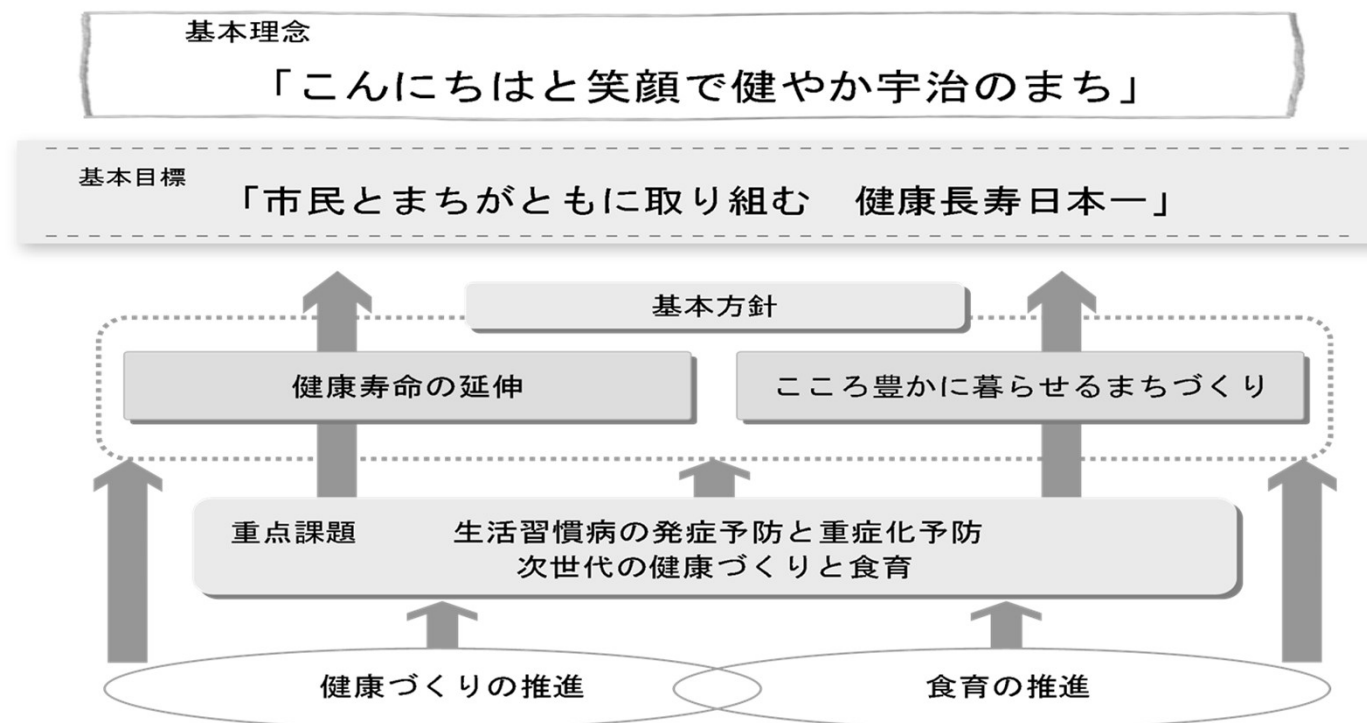 基本理念
「こんにちはと笑顔で健やか宇治のまち」
基本目標 「市民とまちがともに取り組む　健康長寿日本一」
基本方針
健康寿命の延伸
こころ豊かに暮らせるまちづくり
重点課題 生活習慣病の発症予防と重症化予防
次世代の健康づくりと食育
健康づくりの推進
食育の推進